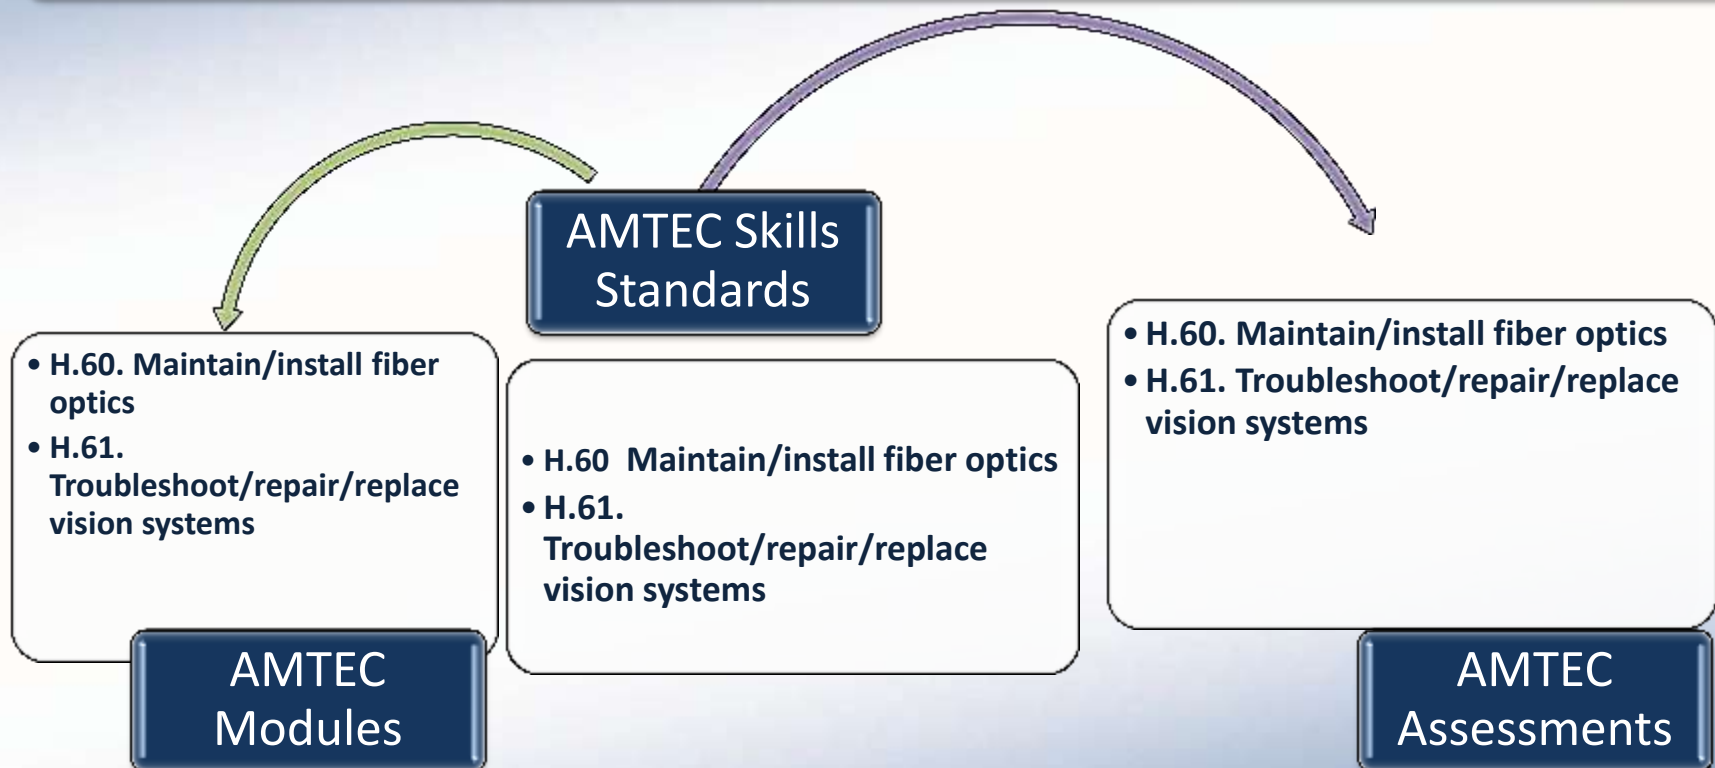 AMTEC Skills
Standards
• H.60. Maintain/install fiber
optics
• H.61.
Troubleshoot/repair/replace
vision systems
AMTEC
Modules
• H.60  Maintain/install fiber optics
• H.61.
Troubleshoot/repair/replace
vision systems
• H.60. Maintain/install fiber optics
• H.61. Troubleshoot/repair/replace
vision systems
AMTEC
Assessments